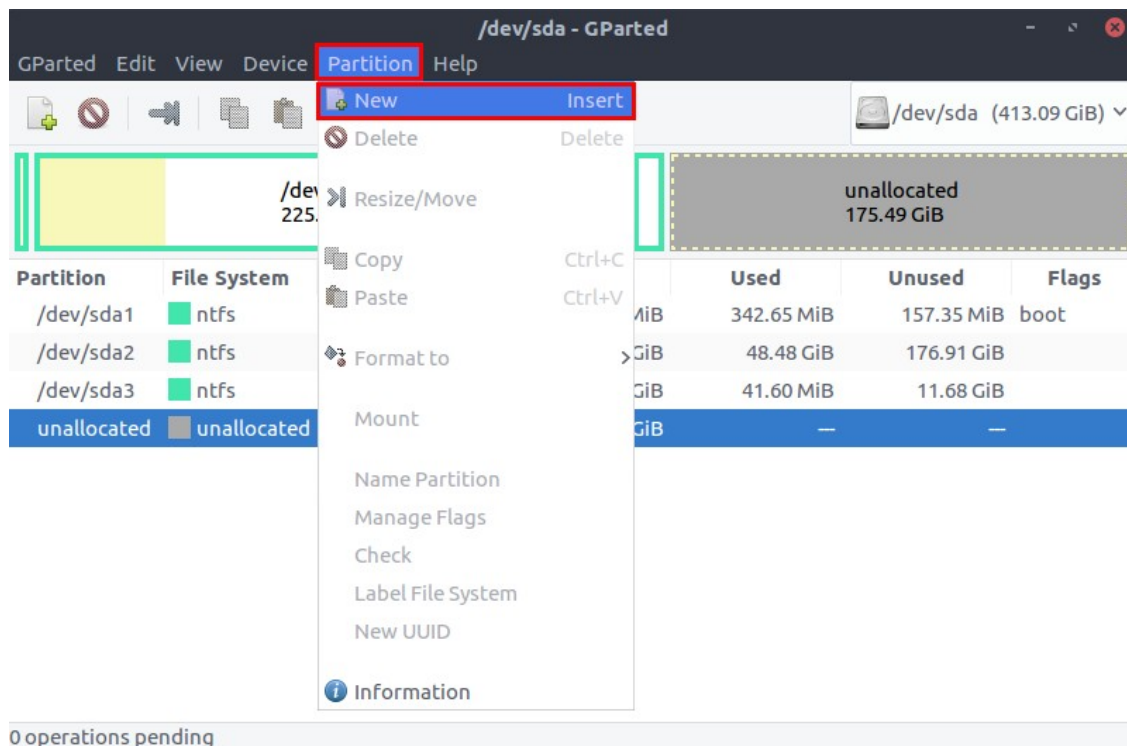 /dev/sda - GParted
GParted Edit View Device Partition Help
New Insert
/dev/sda (413.09 GiB)
Delete Delete
Resize/Move
/dev
225.
unallocated
175.49 GiB
Copy Ctrl+C
Paste Ctrl+V
Format to
Mount
Name Partition
Manage Flags
Check
Label File System
New UUID
Information
Partition File System Used Unused Flags
/dev/sda1 ntfs MiB 342.65 MiB 157.35 MiB boot
/dev/sda2 ntfs GiB 48.48 GiB 176.91 GiB
/dev/sda3 ntfs GiB 41.60 MiB 11.68 GiB
unallocated unallocated GiB --- ---
0 operations pending